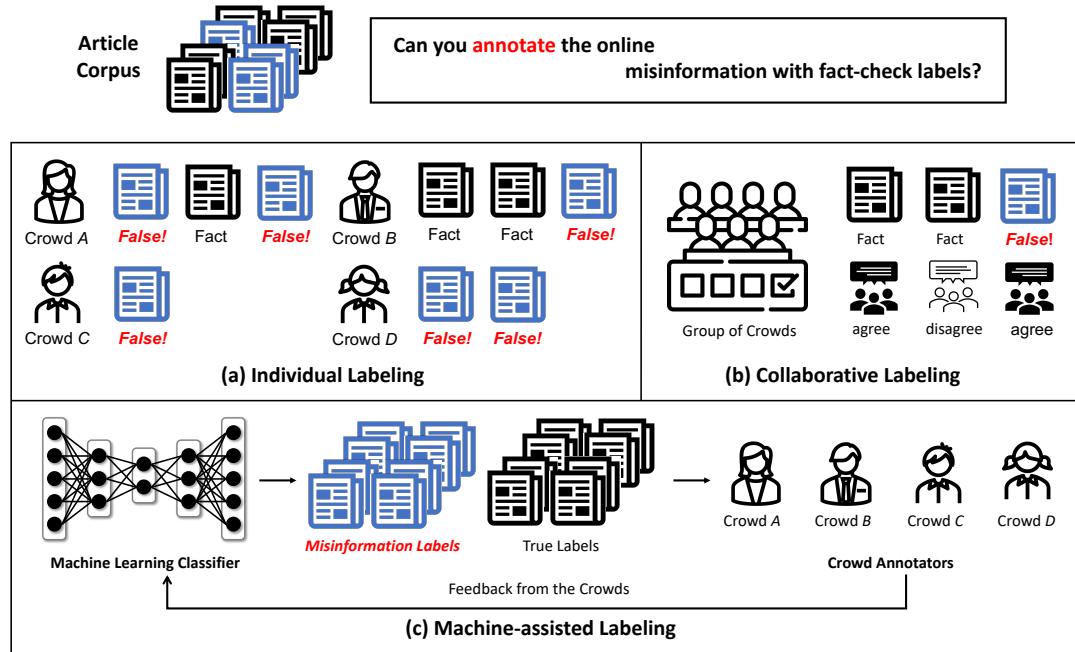 Article
Corpus
Can you annotate the online
misinformation with fact-check labels?
Crowd A
False!
Fact
False!
Crowd B
Fact
Fact
False!
Crowd C
False!
Crowd D
False!
False!
(a) Individual Labeling
Group of Crowds
Fact
Fact
False!
agree
disagree
agree
(b) Collaborative Labeling
Machine Learning Classifier
Misinformation Labels
True Labels
Crowd A
Crowd B
Crowd C
Crowd D
Crowd Annotators
Feedback from the Crowds
(c) Machine-assisted Labeling